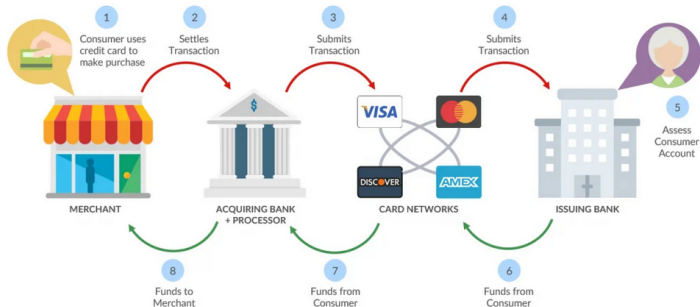 1
Consumer uses
credit card to
make purchase
2
Settles
Transaction
3
Submits
Transaction
4
Submits
Transaction
5
Assess
Consumer
Account
$
VISA
DISCOVER
AMEX
MERCHANT
ACQUIRING BANK
+ PROCESSOR
CARD NETWORKS
ISSUING BANK
8
Funds to
Merchant
7
Funds from
Consumer
6
Funds from
Consumer